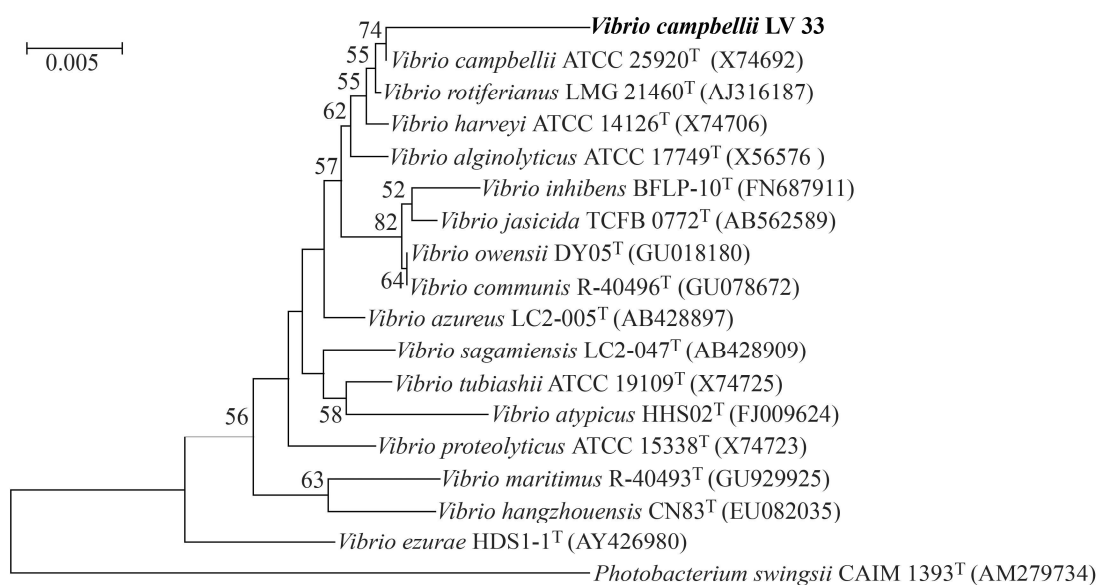 74
Vibrio campbellii LV 33
0.005
55
Vibrio campbellii ATCC 25920ᵀ (X74692)
55
Vibrio rotiferianus LMG 21460ᵀ (AJ316187)
62
Vibrio harveyi ATCC 14126ᵀ (X74706)
Vibrio alginolyticus ATCC 17749ᵀ (X56576 )
57
52
Vibrio inhibens BFLP-10ᵀ (FN687911)
82
Vibrio jasicida TCFB 0772ᵀ (AB562589)
Vibrio owensii DY05ᵀ (GU018180)
64
Vibrio communis R-40496ᵀ (GU078672)
Vibrio azureus LC2-005ᵀ (AB428897)
Vibrio sagamiensis LC2-047ᵀ (AB428909)
Vibrio tubiashii ATCC 19109ᵀ (X74725)
58
Vibrio atypicus HHS02ᵀ (FJ009624)
56
Vibrio proteolyticus ATCC 15338ᵀ (X74723)
63
Vibrio maritimus R-40493ᵀ (GU929925)
Vibrio hangzhouensis CN83ᵀ (EU082035)
Vibrio ezurae HDS1-1ᵀ (AY426980)
Photobacterium swingsii CAIM 1393ᵀ (AM279734)